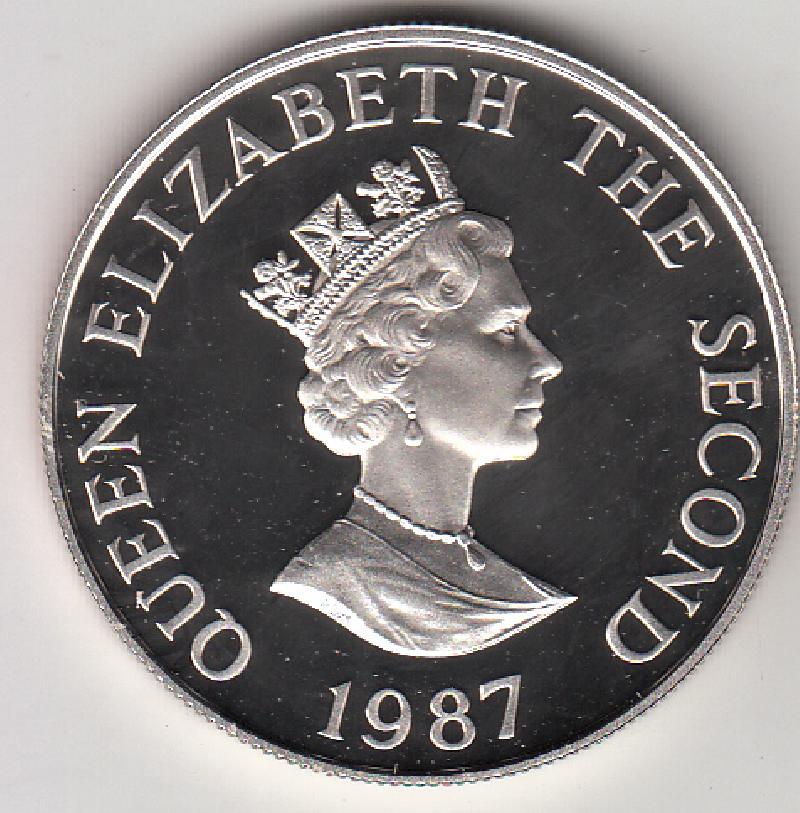 QUEEN ELIZABETH THE SECOND
1987